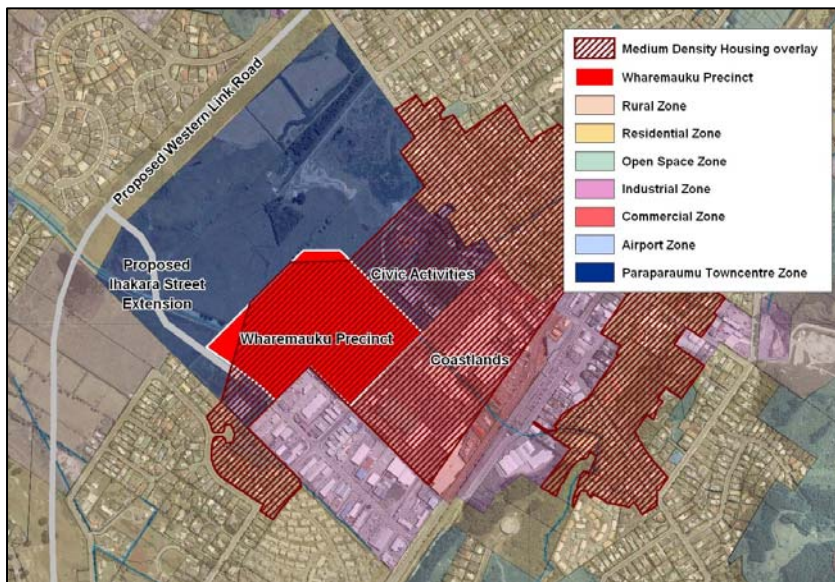 Proposed Western Link Road
Proposed
Ihakara Street
Extension
Civic Activities
Wharemauku Precinct
Coastlands
Medium Density Housing overlay
Wharemauku Precinct
Rural Zone
Residential Zone
Open Space Zone
Industrial Zone
Commercial Zone
Airport Zone
Paraparaumu Towncentre Zone